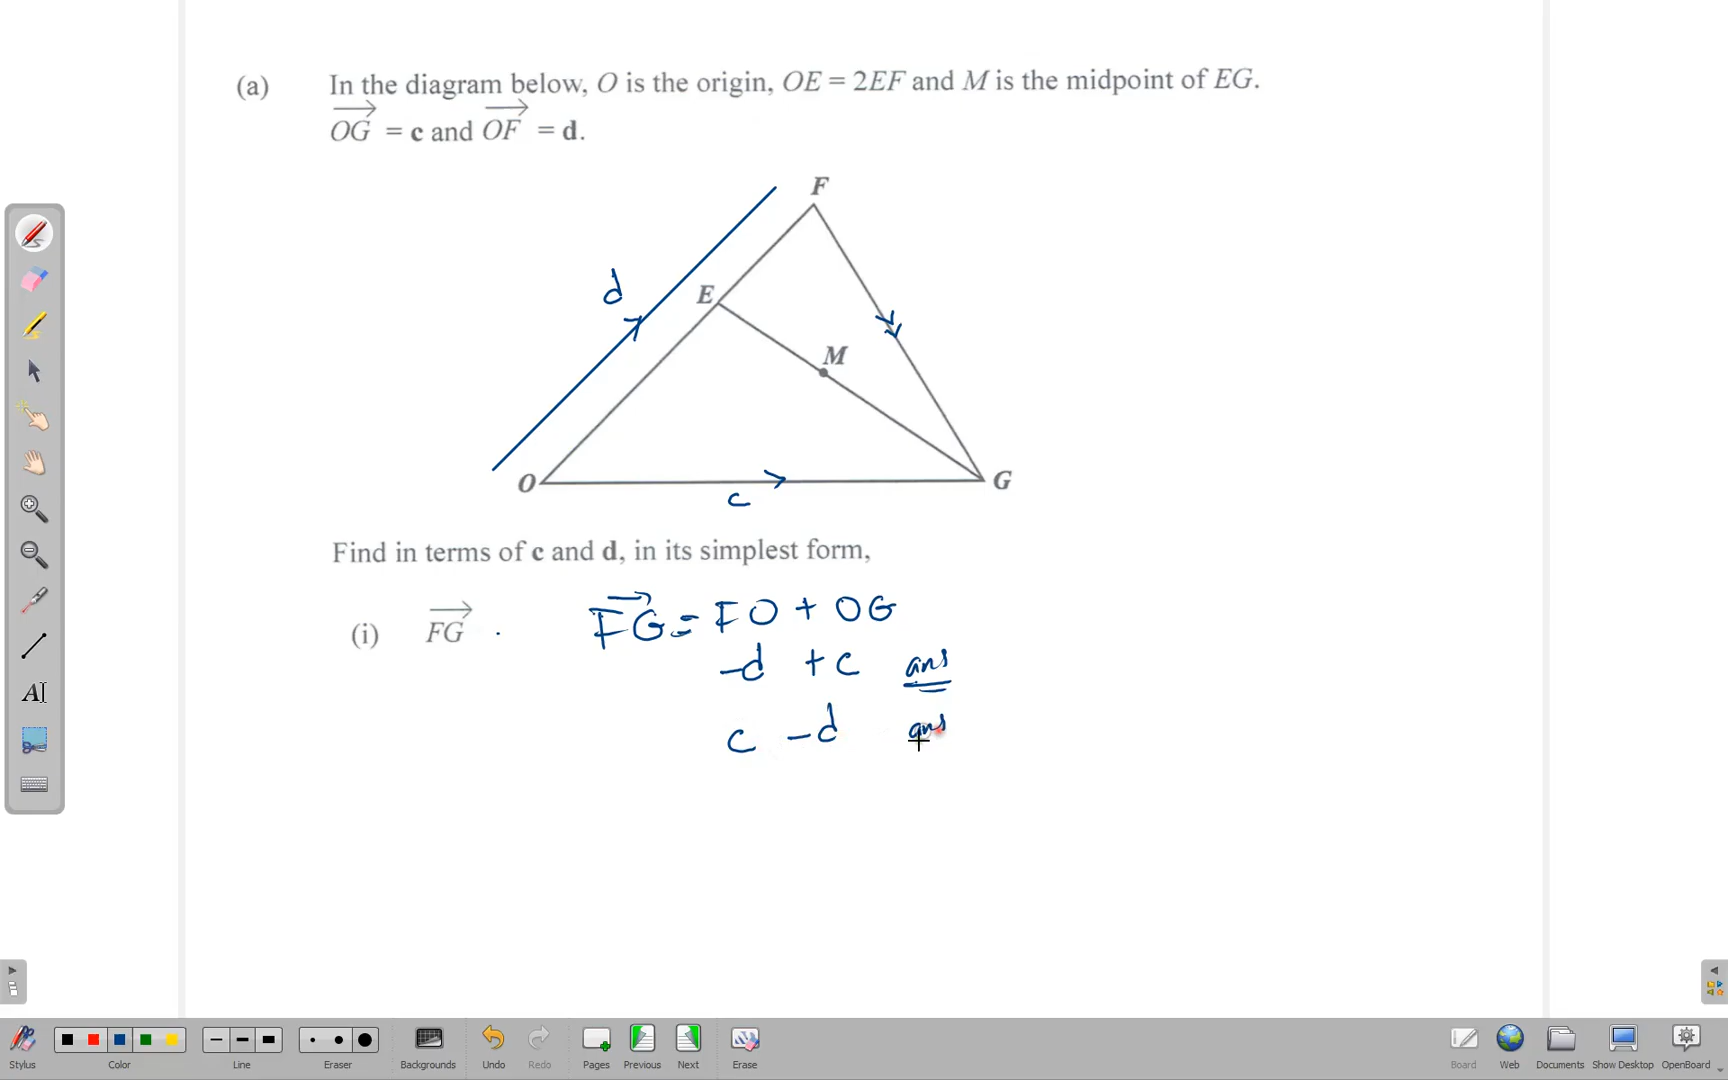 (a) In the diagram below, O is the origin, OE = 2EF and M is the midpoint of EG.
OG = c and OF = d.
F
d
E
M
O
G
c
Find in terms of c and d, in its simplest form,
(i) FG . FG = FO + OG
-d + c ans
c - d ans
AI
Stylus
Color
Line
Eraser
Backgrounds
Undo
Redo
Pages
Previous
Next
Erase
Board
Web
Documents
Show Desktop
OpenBoard